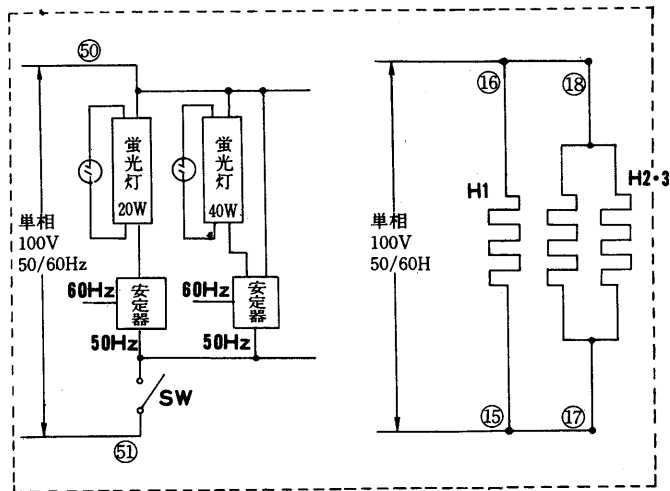 ㊿
蛍光灯
20W
蛍光灯
40W
単相
100V
50/60Hz
60Hz
安定器
50Hz
60Hz
安定器
50Hz
SW
51
⑯
⑱
H1
H2・3
単相
100V
50/60H
⑮
⑰